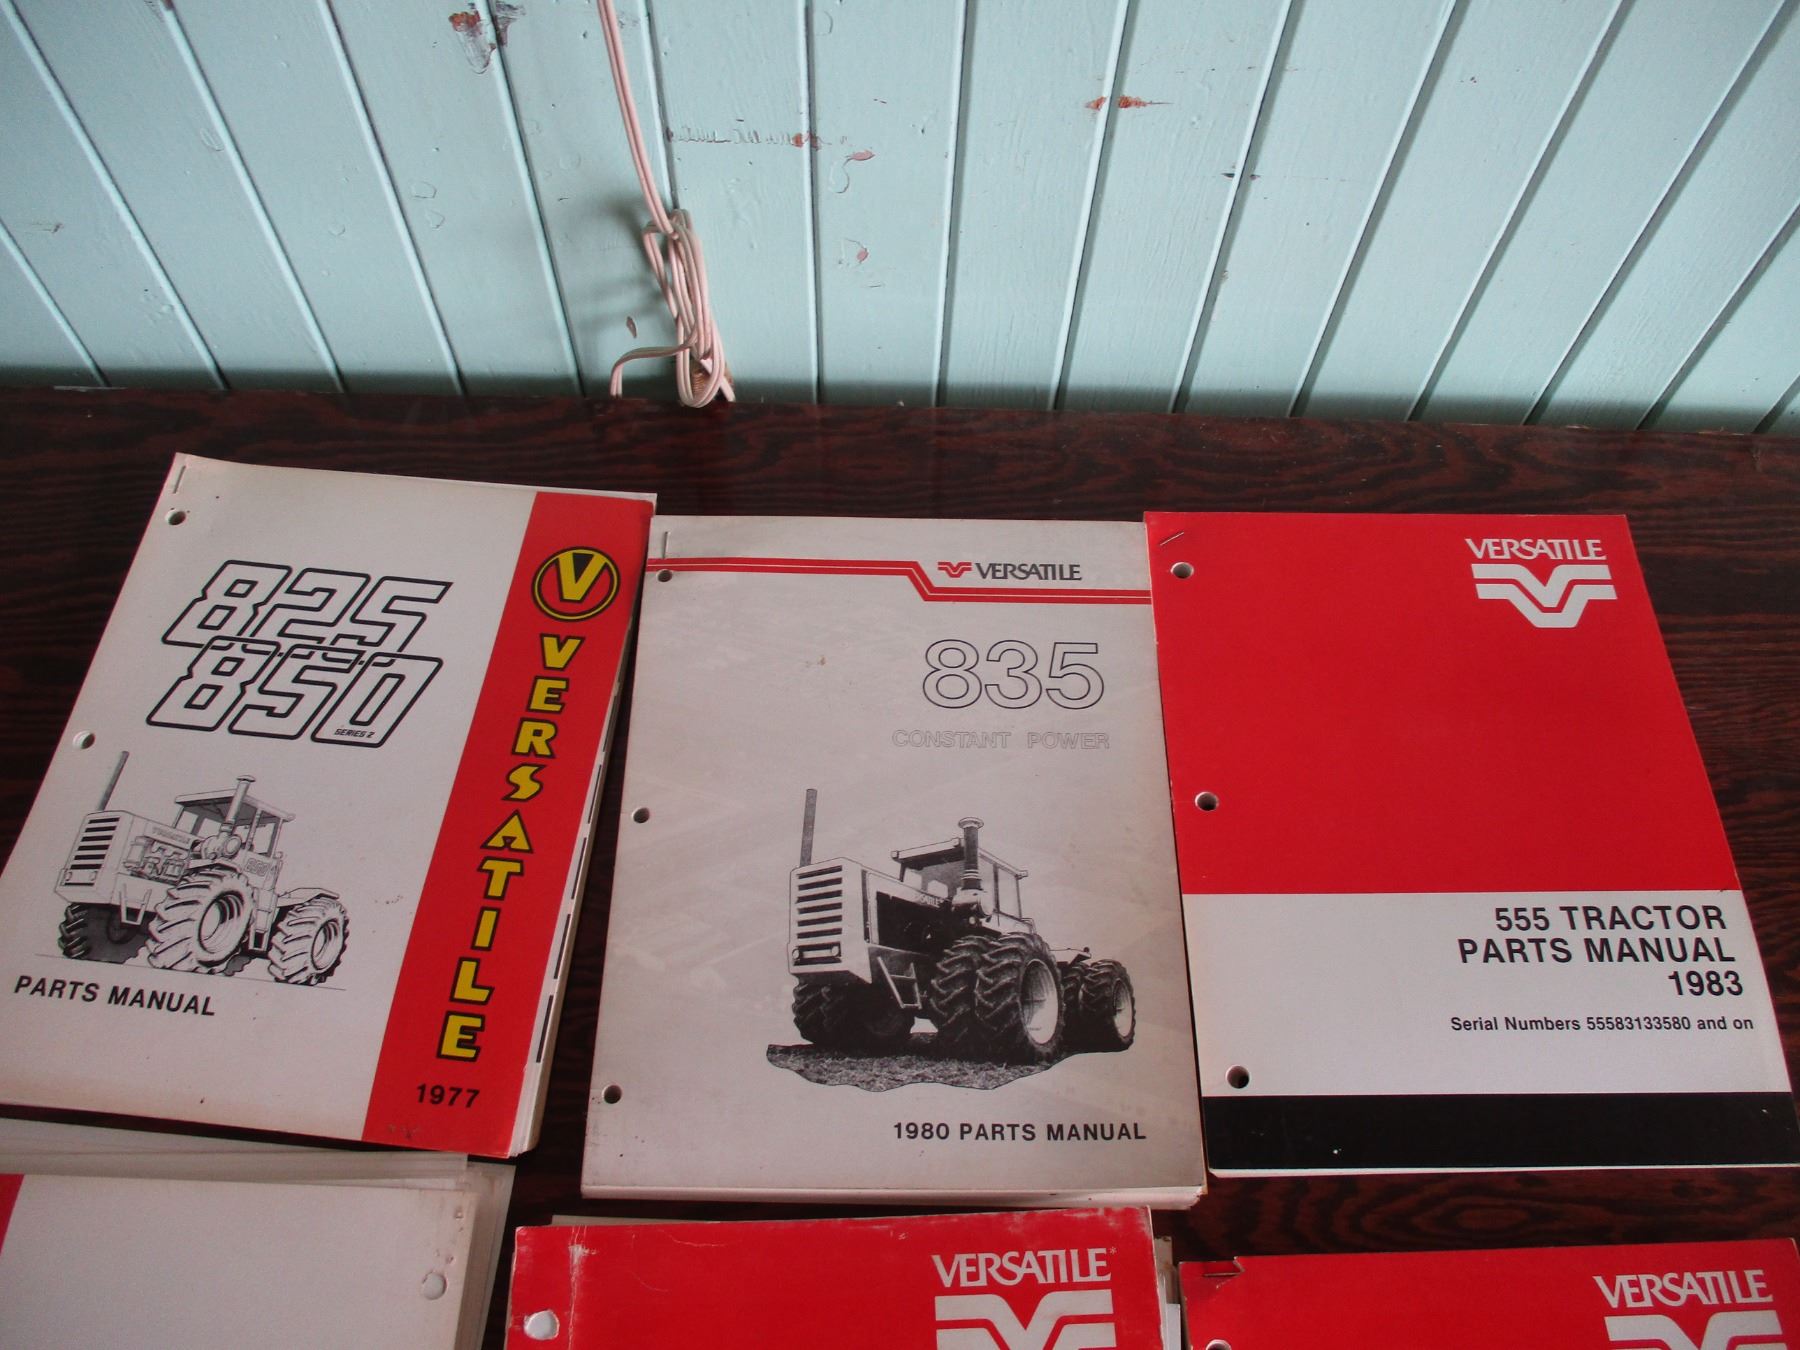 825
850
SERIES 2
PARTS MANUAL
V
VERSATILE
1977
VERSATILE
835
CONSTANT POWER
1980 PARTS MANUAL
VERSATILE
555 TRACTOR
PARTS MANUAL
1983
Serial Numbers 55583133580 and on
VERSATILE*
VERSATILE